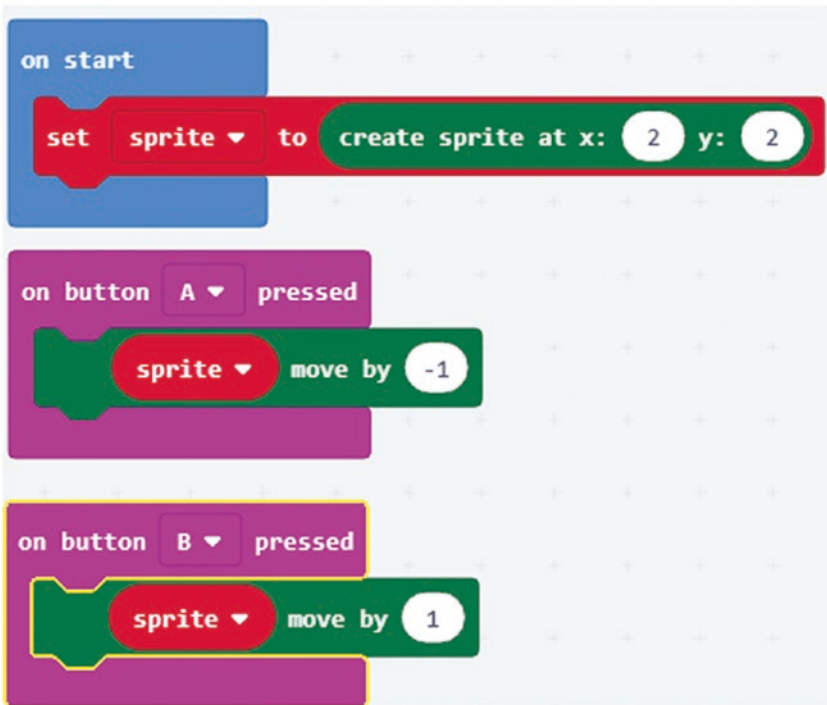 on start
set sprite to create sprite at x: 2 y: 2
on button A pressed
sprite move by -1
on button B pressed
sprite move by 1